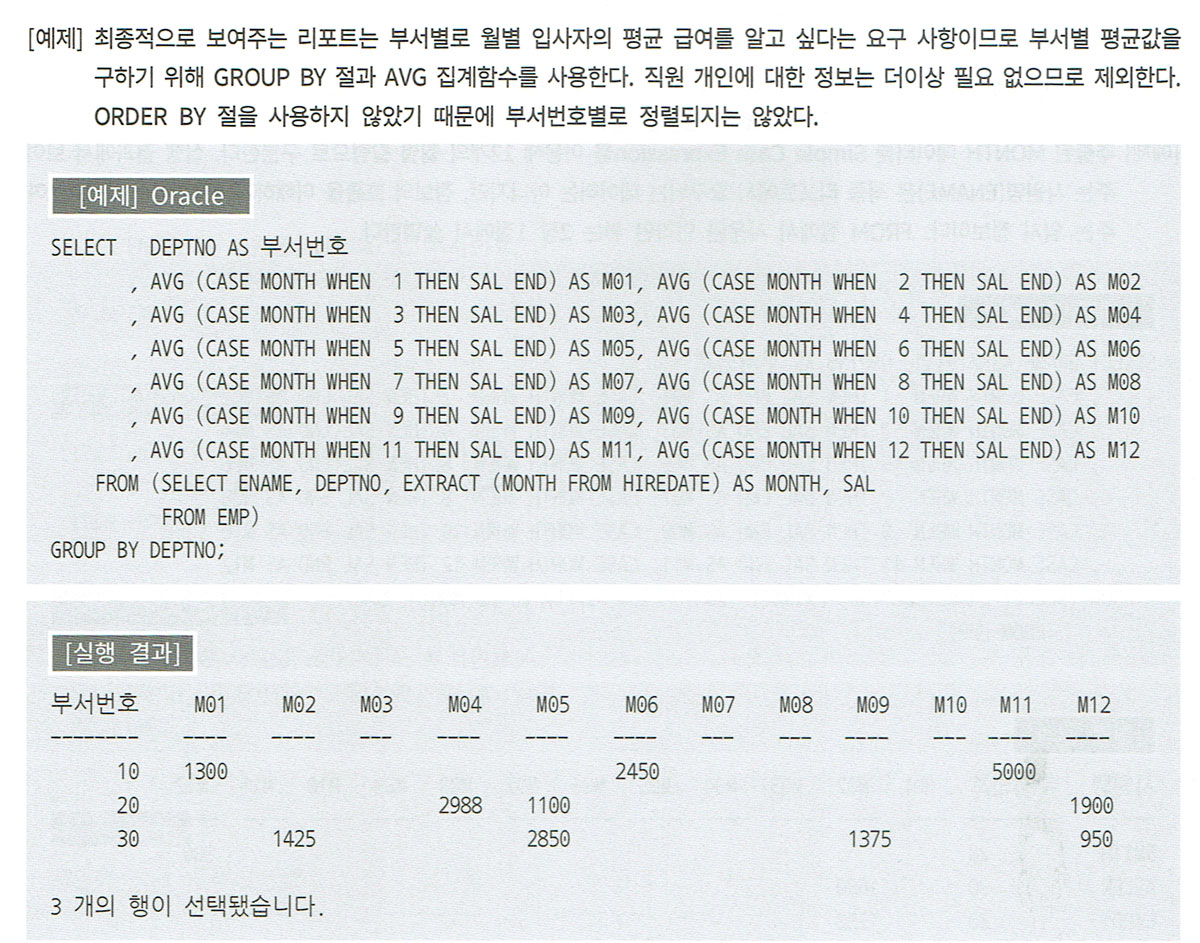 [예제] 최종적으로 보여주는 리포트는 부서별로 월별 입사자의 평균 급여를 알고 싶다는 요구 사항이므로 부서별 평균값을
구하기 위해 GROUP BY 절과 AVG 집계함수를 사용한다. 직원 개인에 대한 정보는 더이상 필요 없으므로 제외한다.
ORDER BY 절을 사용하지 않았기 때문에 부서번호별로 정렬되지는 않았다.
[예제] Oracle
SELECT DEPTNO AS 부서번호
, AVG (CASE MONTH WHEN 1 THEN SAL END) AS M01, AVG (CASE MONTH WHEN 2 THEN SAL END) AS M02
, AVG (CASE MONTH WHEN 3 THEN SAL END) AS M03, AVG (CASE MONTH WHEN 4 THEN SAL END) AS M04
, AVG (CASE MONTH WHEN 5 THEN SAL END) AS M05, AVG (CASE MONTH WHEN 6 THEN SAL END) AS M06
, AVG (CASE MONTH WHEN 7 THEN SAL END) AS M07, AVG (CASE MONTH WHEN 8 THEN SAL END) AS M08
, AVG (CASE MONTH WHEN 9 THEN SAL END) AS M09, AVG (CASE MONTH WHEN 10 THEN SAL END) AS M10
, AVG (CASE MONTH WHEN 11 THEN SAL END) AS M11, AVG (CASE MONTH WHEN 12 THEN SAL END) AS M12
FROM (SELECT ENAME, DEPTNO, EXTRACT (MONTH FROM HIREDATE) AS MONTH, SAL
FROM EMP)
GROUP BY DEPTNO;
[실행 결과]
부서번호 M01 M02 M03 M04 M05 M06 M07 M08 M09 M10 M11 M12
-------- ---- ---- --- ---- ---- ---- --- --- ---- --- ---- ----
10 1300 2450 5000
20 2988 1100 1900
30 1425 2850 1375 950
3 개의 행이 선택됐습니다.